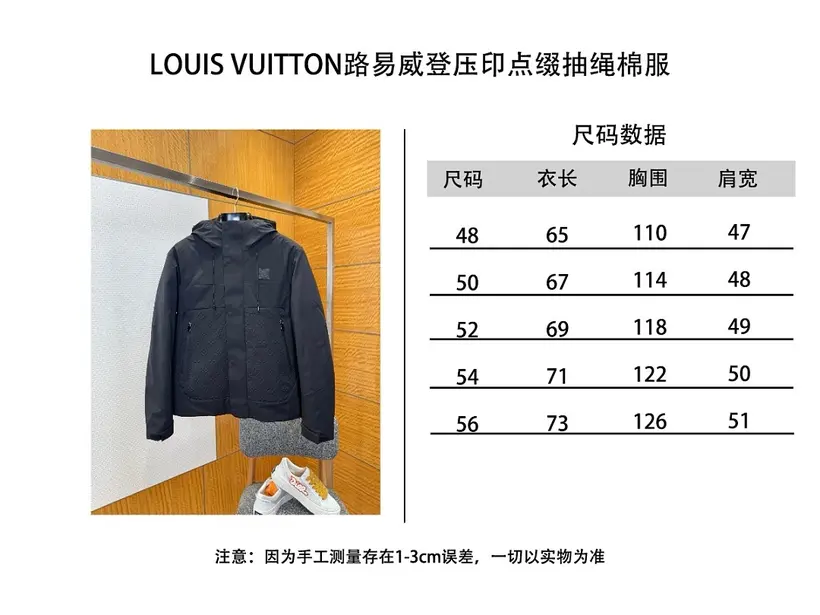 LOUIS VUITTON路易威登压印点缀抽绳棉服
尺码数据
尺码 衣长 胸围 肩宽
48 65 110 47
50 67 114 48
52 69 118 49
54 71 122 50
56 73 126 51
注意：因为手工测量存在1-3cm误差，一切以实物为准